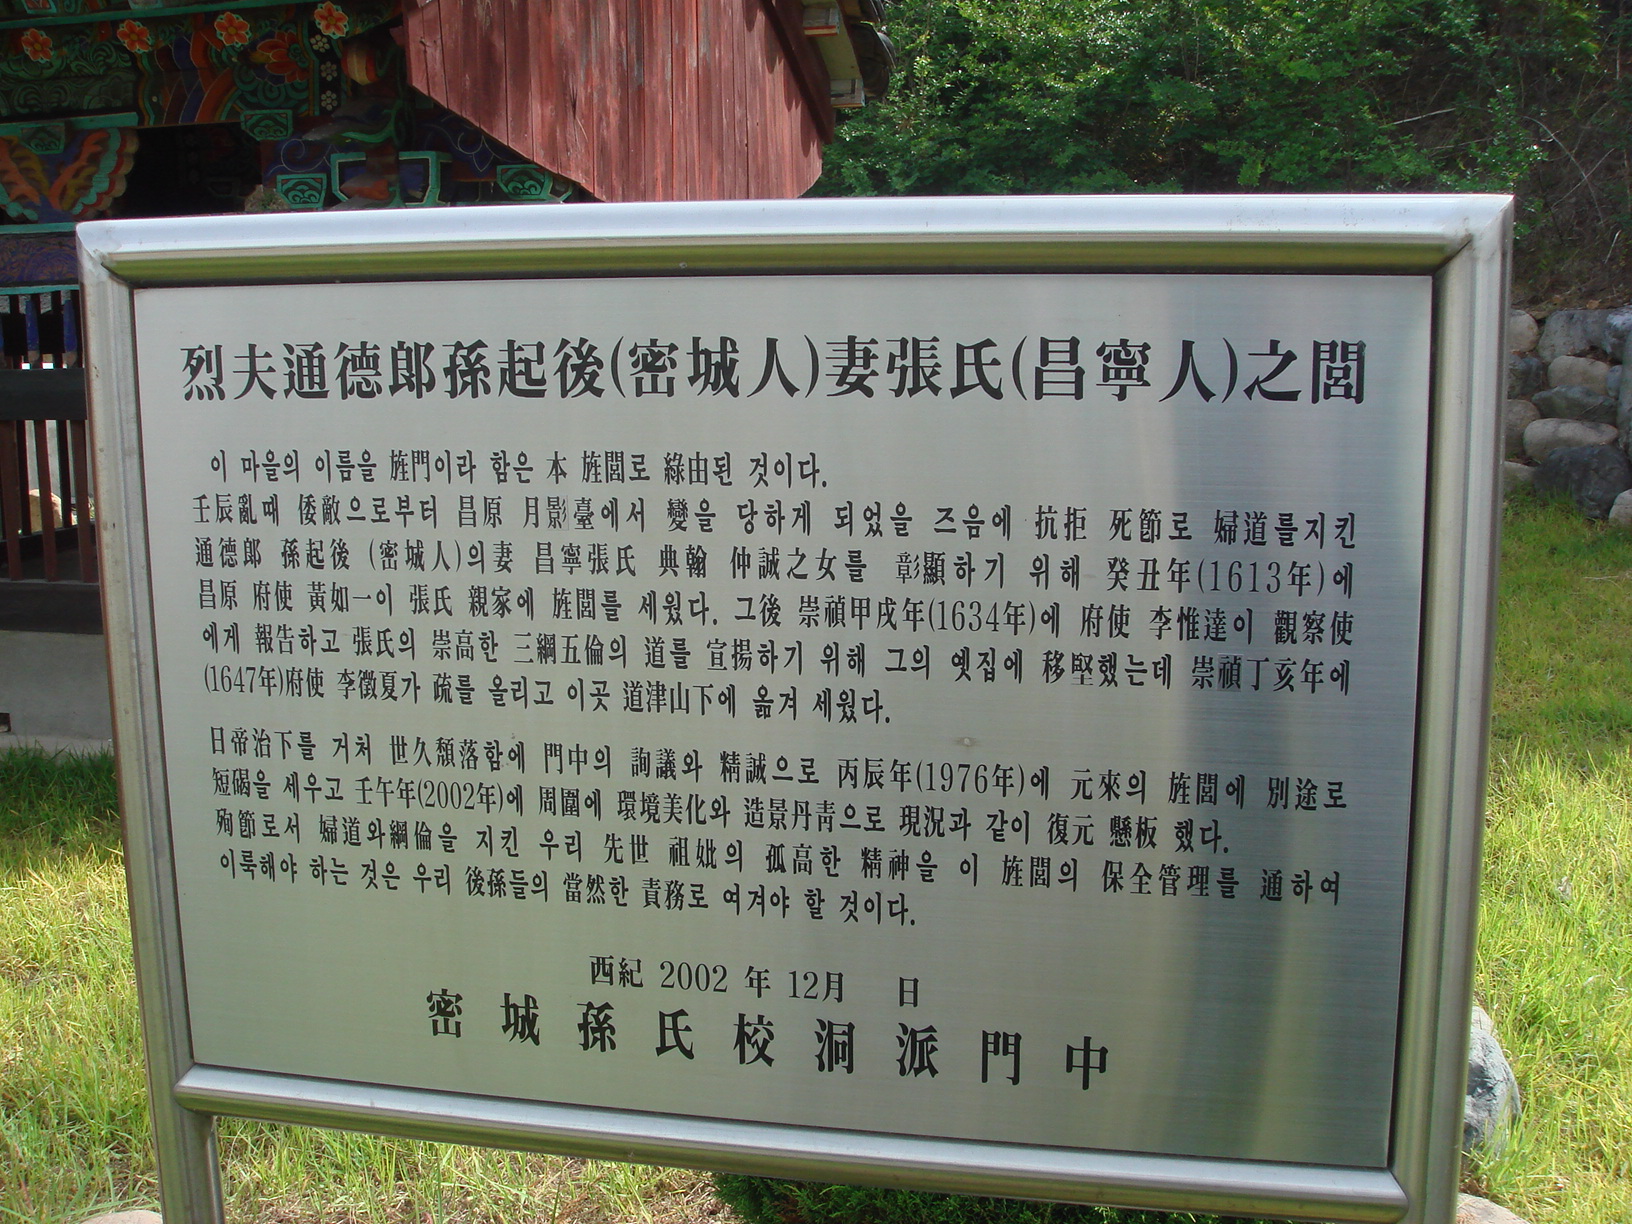 烈夫通德郎孫起後(密城人)妻張氏(昌寧人)之閭
이 마을의 이름을 旌門이라 함은 本 旌閭로 綠由된 것이다.
壬辰亂때 倭敵으로부터 昌原 月影臺에서 變을 당하게 되었을 즈음에 抗拒 死節로 婦道를지킨
通德郎 孫起後 (密城人)의妻 昌寧張氏 典翰 仲誠之女를 彰顯하기 위해 癸丑年(1613年)에
昌原 府使 黃如一이 張氏 親家에 旌閭를 세웠다. 그後 崇禎甲戌年(1634年)에 府使 李惟達이 觀察使
에게 報告하고 張氏의 崇高한 三綱五倫의 道를 宣揚하기 위해 그의 옛집에 移堅했는데 崇禎丁亥年에
(1647年)府使 李徵夏가 疏를 올리고 이곳 道津山下에 옮겨 세웠다.
日帝治下를 거처 世久頹落함에 門中의 詢議와 精誠으로 丙辰年(1976年)에 元來의 旌閭에 別途로
短碣을 세우고 壬午年(2002年)에 周圍에 環境美化와 造景丹靑으로 現況과 같이 復元 懸板 했다.
殉節로서 婦道와綱倫을 지킨 우리 先世 祖妣의 孤高한 精神을 이 旌閭의 保全管理를 通하여
이룩해야 하는 것은 우리 後孫들의 當然한 責務로 여겨야 할 것이다.
西紀 2002 年 12月 日
密城孫氏校洞派門中